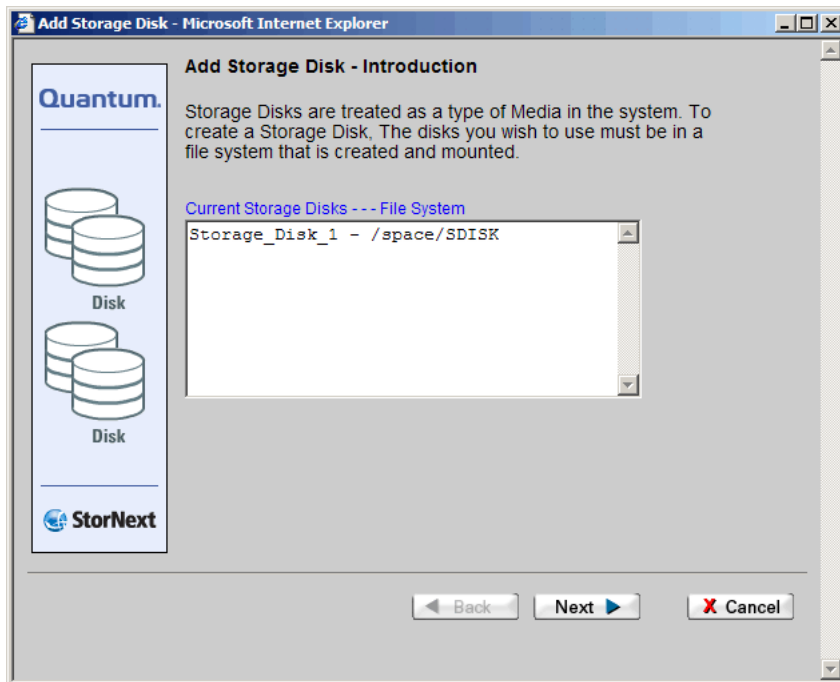 Add Storage Disk - Microsoft Internet Explorer
Quantum.
Add Storage Disk - Introduction
Storage Disks are treated as a type of Media in the system. To
create a Storage Disk, The disks you wish to use must be in a
file system that is created and mounted.
Current Storage Disks - - - File System
Storage_Disk_1 - /space/SDISK
Disk
Disk
StorNext
Back
Next
X Cancel